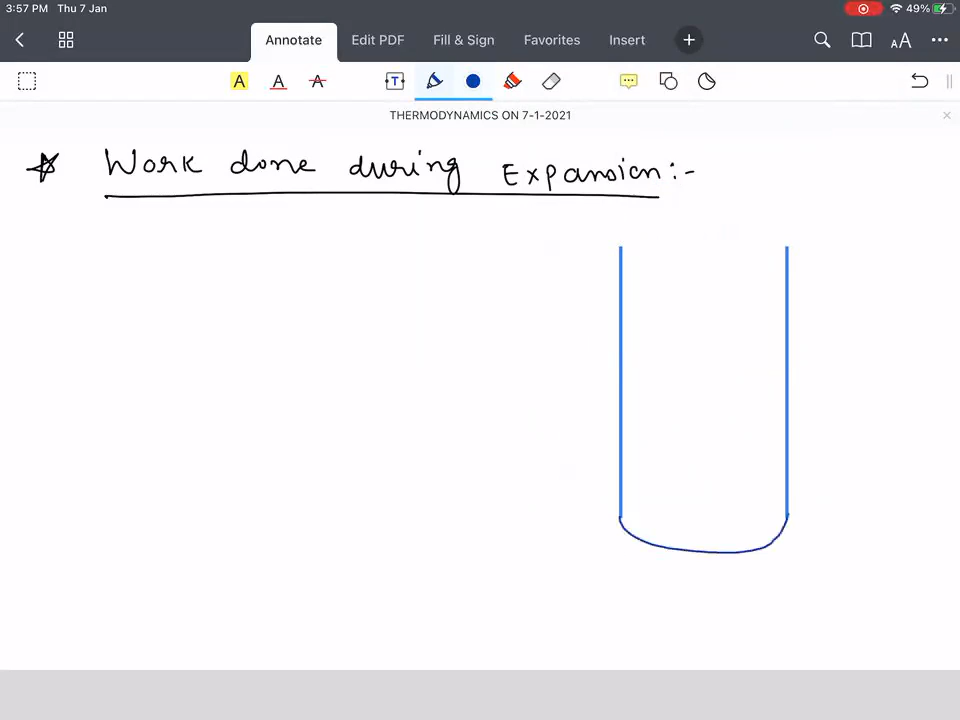 3:57 PM Thu 7 Jan 49%
Annotate Edit PDF Fill & Sign Favorites Insert
THERMODYNAMICS ON 7-1-2021
Work done during Expansion:-